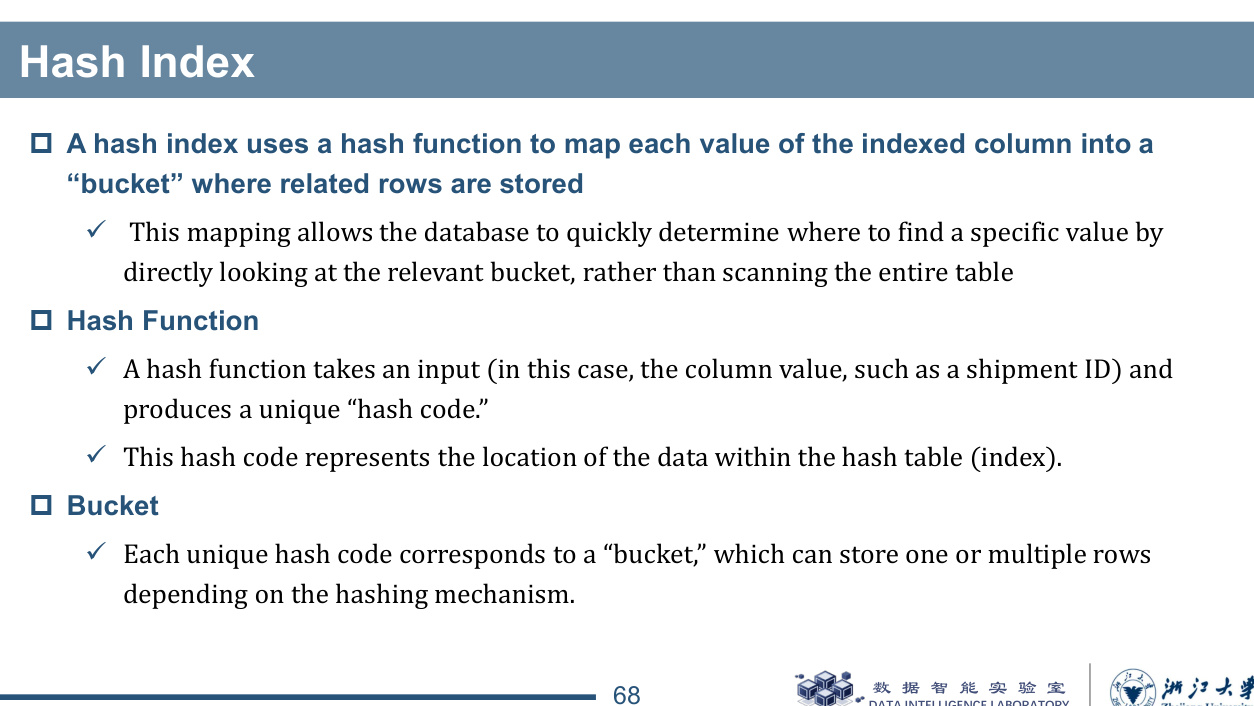 Hash Index
A hash index uses a hash function to map each value of the indexed column into a
“bucket” where related rows are stored
This mapping allows the database to quickly determine where to find a specific value by
directly looking at the relevant bucket, rather than scanning the entire table
Hash Function
A hash function takes an input (in this case, the column value, such as a shipment ID) and
produces a unique “hash code.”
This hash code represents the location of the data within the hash table (index).
Bucket
Each unique hash code corresponds to a “bucket,” which can store one or multiple rows
depending on the hashing mechanism.
68
数据智能实验室
DATA INTELLIGENCE LABORATORY
浙江大学